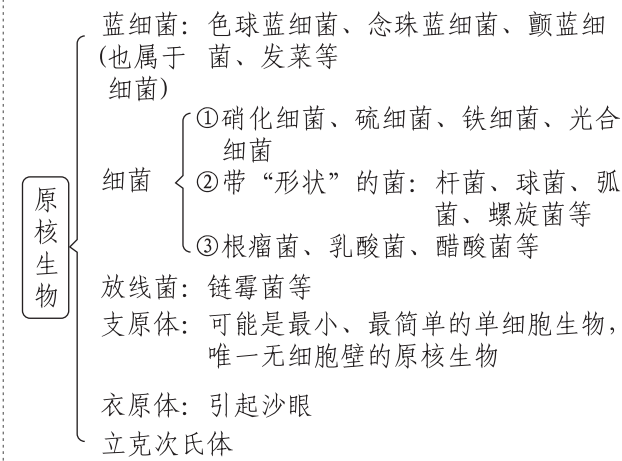 蓝细菌：色球蓝细菌、念珠蓝细菌、颤蓝细
(也属于 菌、发菜等
细菌)
①硝化细菌、硫细菌、铁细菌、光合
细菌
细菌
②带“形状”的菌：杆菌、球菌、弧
菌、螺旋菌等
③根瘤菌、乳酸菌、醋酸菌等
原核生物
放线菌：链霉菌等
支原体：可能是最小、最简单的单细胞生物，
唯一无细胞壁的原核生物
衣原体：引起沙眼
立克次氏体